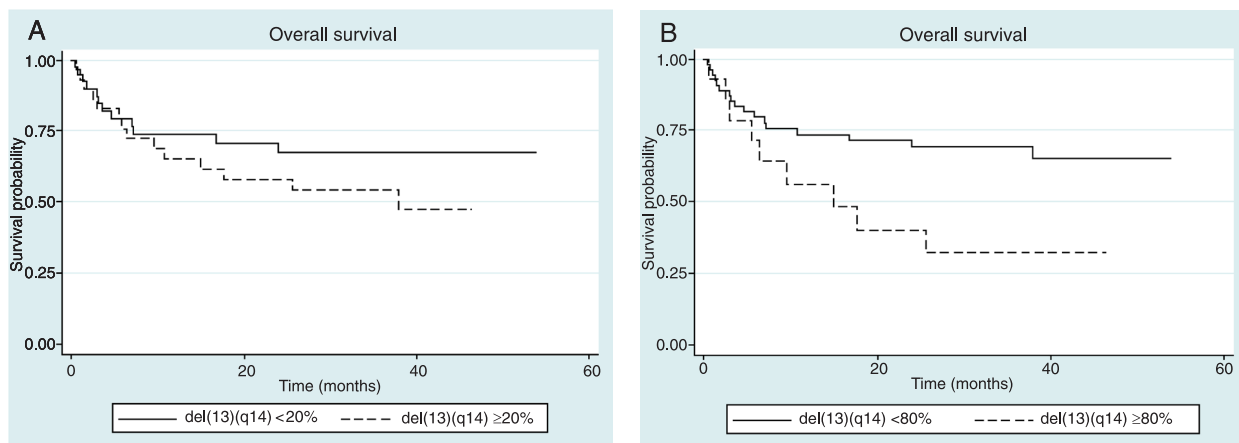 A
Overall survival
1.00
0.75
0.50
0.25
0.00
Survival probability
0
20
40
60
Time (months)
del(13)(q14) <20%
del(13)(q14) ≥20%
B
Overall survival
1.00
0.75
0.50
0.25
0.00
Survival probability
0
20
40
60
Time (months)
del(13)(q14) <80%
del(13)(q14) ≥80%